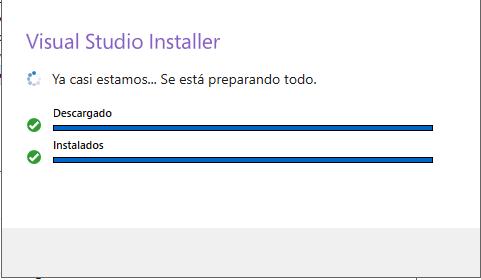 Visual Studio Installer
Ya casi estamos... Se está preparando todo.
Descargado
Instalados